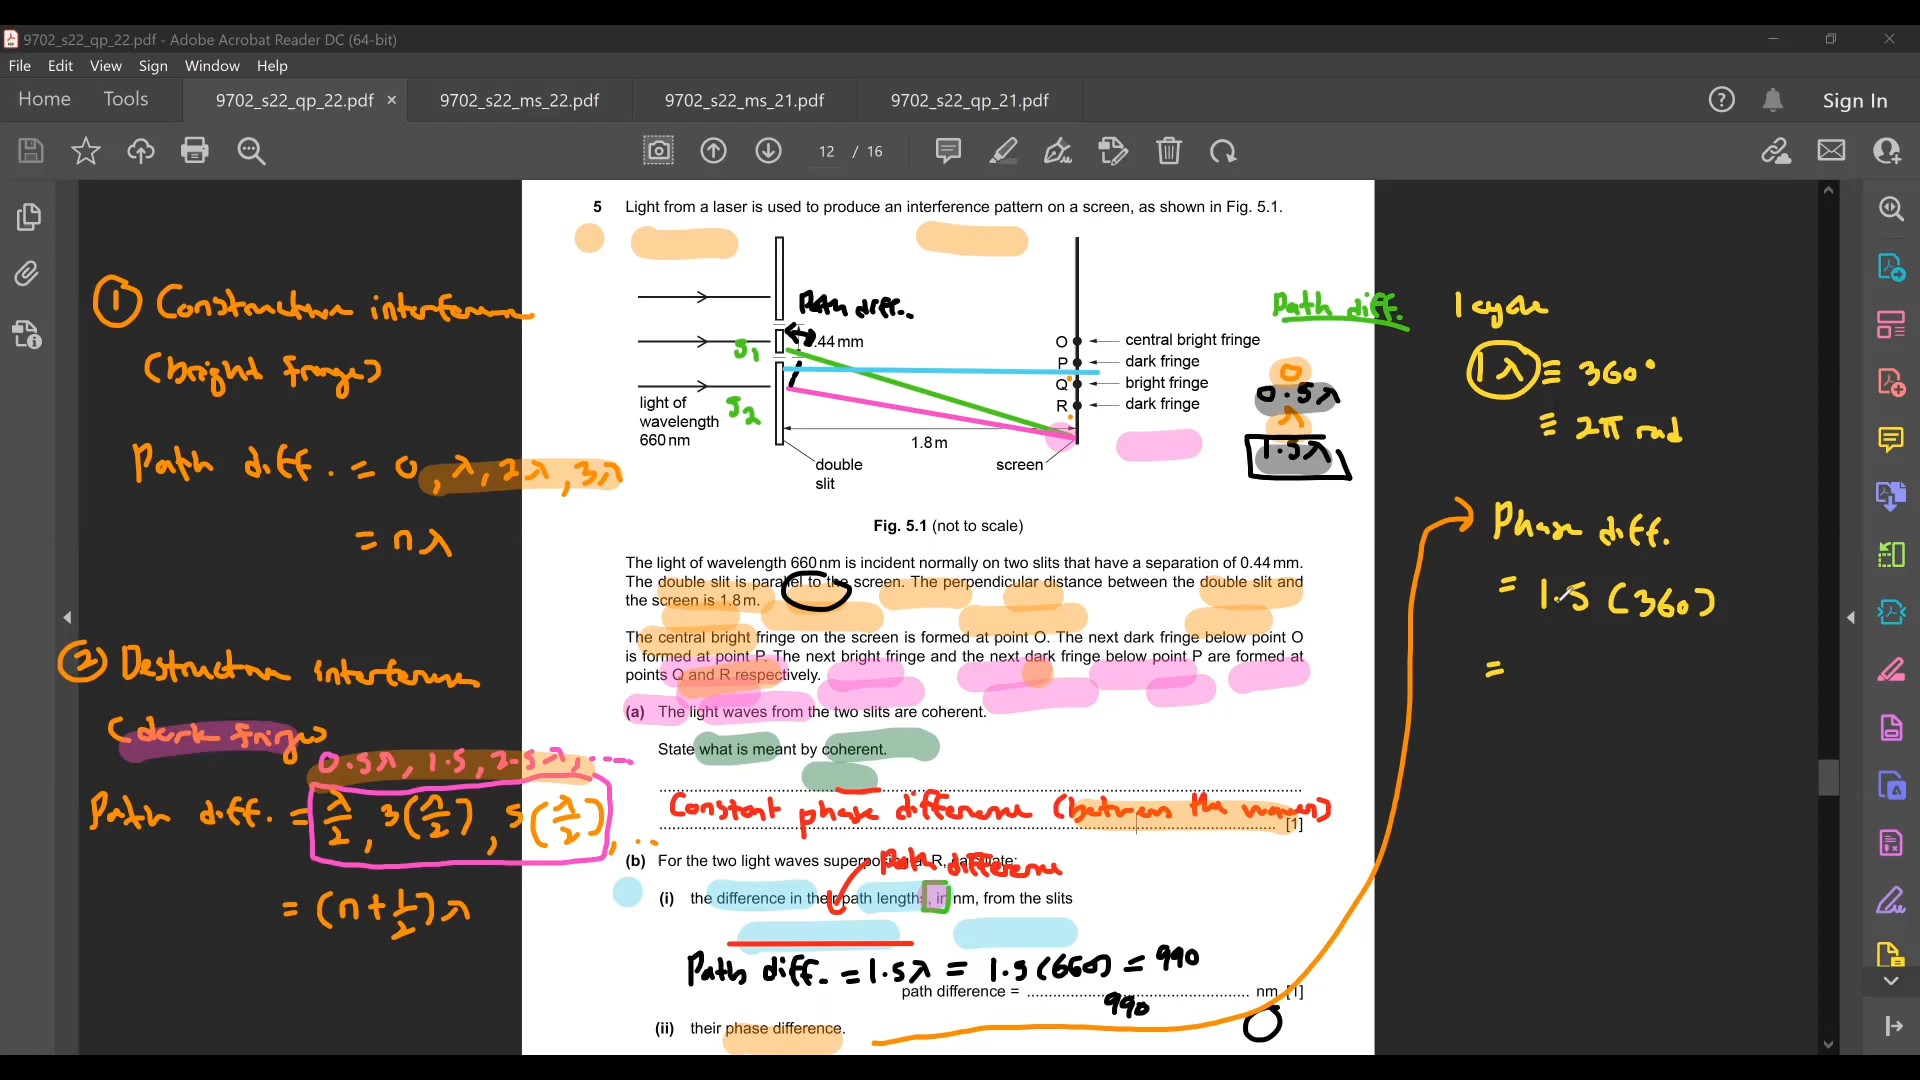 9702_s22_qp_22.pdf - Adobe Acrobat Reader DC (64-bit)
File Edit View Sign Window Help
Home Tools 9702_s22_qp_22.pdf × 9702_s22_ms_22.pdf 9702_s22_ms_21.pdf 9702_s22_qp_21.pdf Sign In
12 / 16
5 Light from a laser is used to produce an interference pattern on a screen, as shown in Fig. 5.1.
Path diff.
.44 mm
S1
S2
light of
wavelength
660 nm
O central bright fringe
P dark fringe
Q bright fringe
R dark fringe
1.8 m
double
slit
screen
Fig. 5.1 (not to scale)
Path diff.
0
0.5λ
λ
1.5λ
1 cycle
1λ ≡ 360°
≡ 2π rad
Phase diff.
= 1.5 (360)
=
① Constructive interference
(bright fringe)
Path diff. = 0, λ, 2λ, 3λ
= nλ
② Destructive interference
(dark fringe)
0.5λ, 1.5, 2.5λ, ....
Path diff. = λ/2, 3(λ/2), 5(λ/2), ...
= (n + 1/2) λ
The light of wavelength 660 nm is incident normally on two slits that have a separation of 0.44 mm.
The double slit is parallel to the screen. The perpendicular distance between the double slit and
the screen is 1.8 m.
The central bright fringe on the screen is formed at point O. The next dark fringe below point O
is formed at point P. The next bright fringe and the next dark fringe below point P are formed at
points Q and R respectively.
(a) The light waves from the two slits are coherent.
State what is meant by coherent.
Constant phase difference (between the waves)
[1]
(b) For the two light waves superposing at R, calculate:
Path difference
(i) the difference in their path lengths, in nm, from the slits
Path diff. = 1.5λ = 1.5(660) = 990
path difference = 990 nm [1]
(ii) their phase difference.